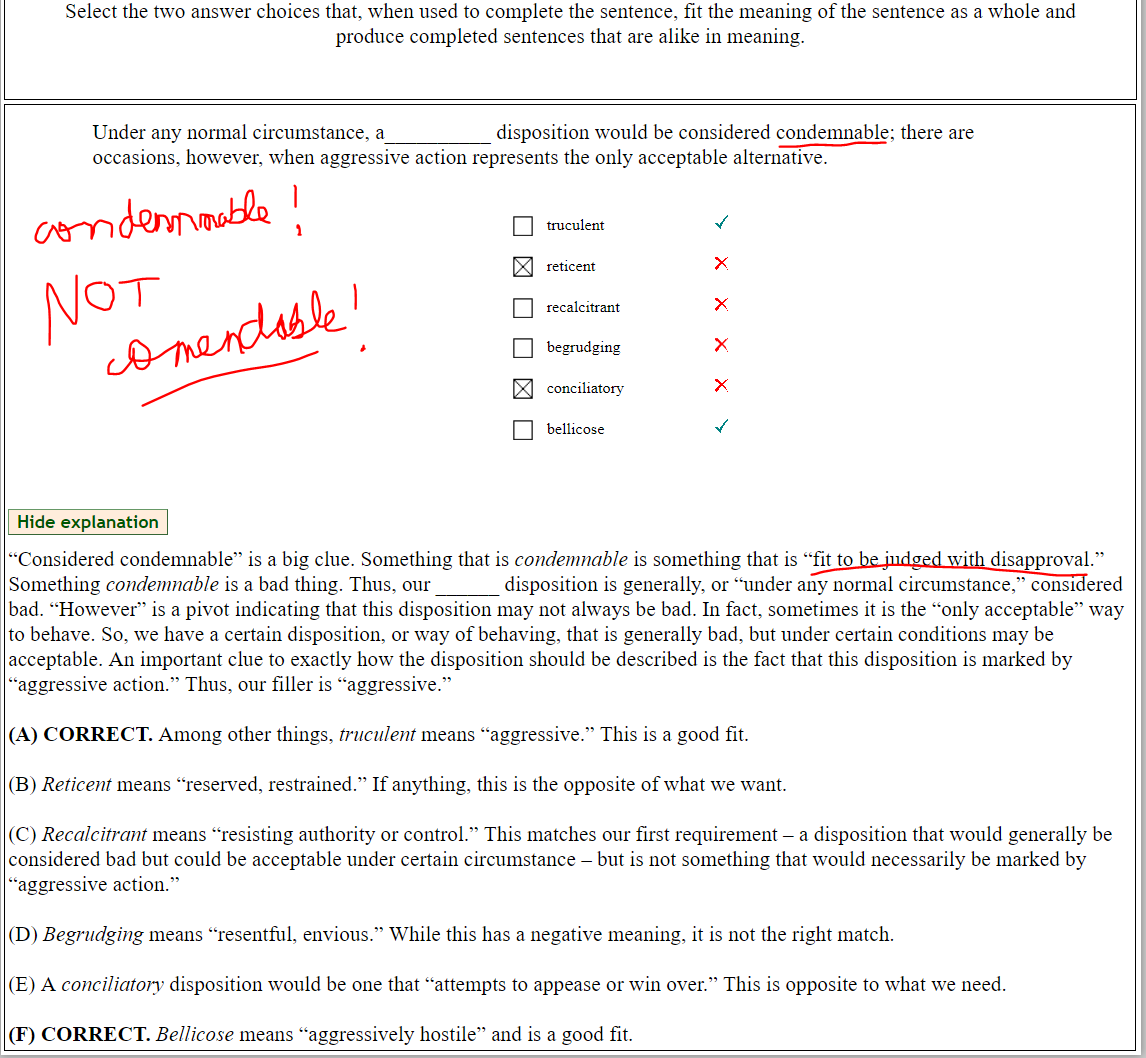 Select the two answer choices that, when used to complete the sentence, fit the meaning of the sentence as a whole and
produce completed sentences that are alike in meaning.
Under any normal circumstance, a__________ disposition would be considered condemnable; there are
occasions, however, when aggressive action represents the only acceptable alternative.
condemnable!
NOT
comendable!
truculent
reticent
recalcitrant
begrudging
conciliatory
bellicose
Hide explanation
“Considered condemnable” is a big clue. Something that is condemnable is something that is “fit to be judged with disapproval.”
Something condemnable is a bad thing. Thus, our ______ disposition is generally, or “under any normal circumstance,” considered
bad. “However” is a pivot indicating that this disposition may not always be bad. In fact, sometimes it is the “only acceptable” way
to behave. So, we have a certain disposition, or way of behaving, that is generally bad, but under certain conditions may be
acceptable. An important clue to exactly how the disposition should be described is the fact that this disposition is marked by
“aggressive action.” Thus, our filler is “aggressive.”
(A) CORRECT. Among other things, truculent means “aggressive.” This is a good fit.
(B) Reticent means “reserved, restrained.” If anything, this is the opposite of what we want.
(C) Recalcitrant means “resisting authority or control.” This matches our first requirement – a disposition that would generally be
considered bad but could be acceptable under certain circumstance – but is not something that would necessarily be marked by
“aggressive action.”
(D) Begrudging means “resentful, envious.” While this has a negative meaning, it is not the right match.
(E) A conciliatory disposition would be one that “attempts to appease or win over.” This is opposite to what we need.
(F) CORRECT. Bellicose means “aggressively hostile” and is a good fit.